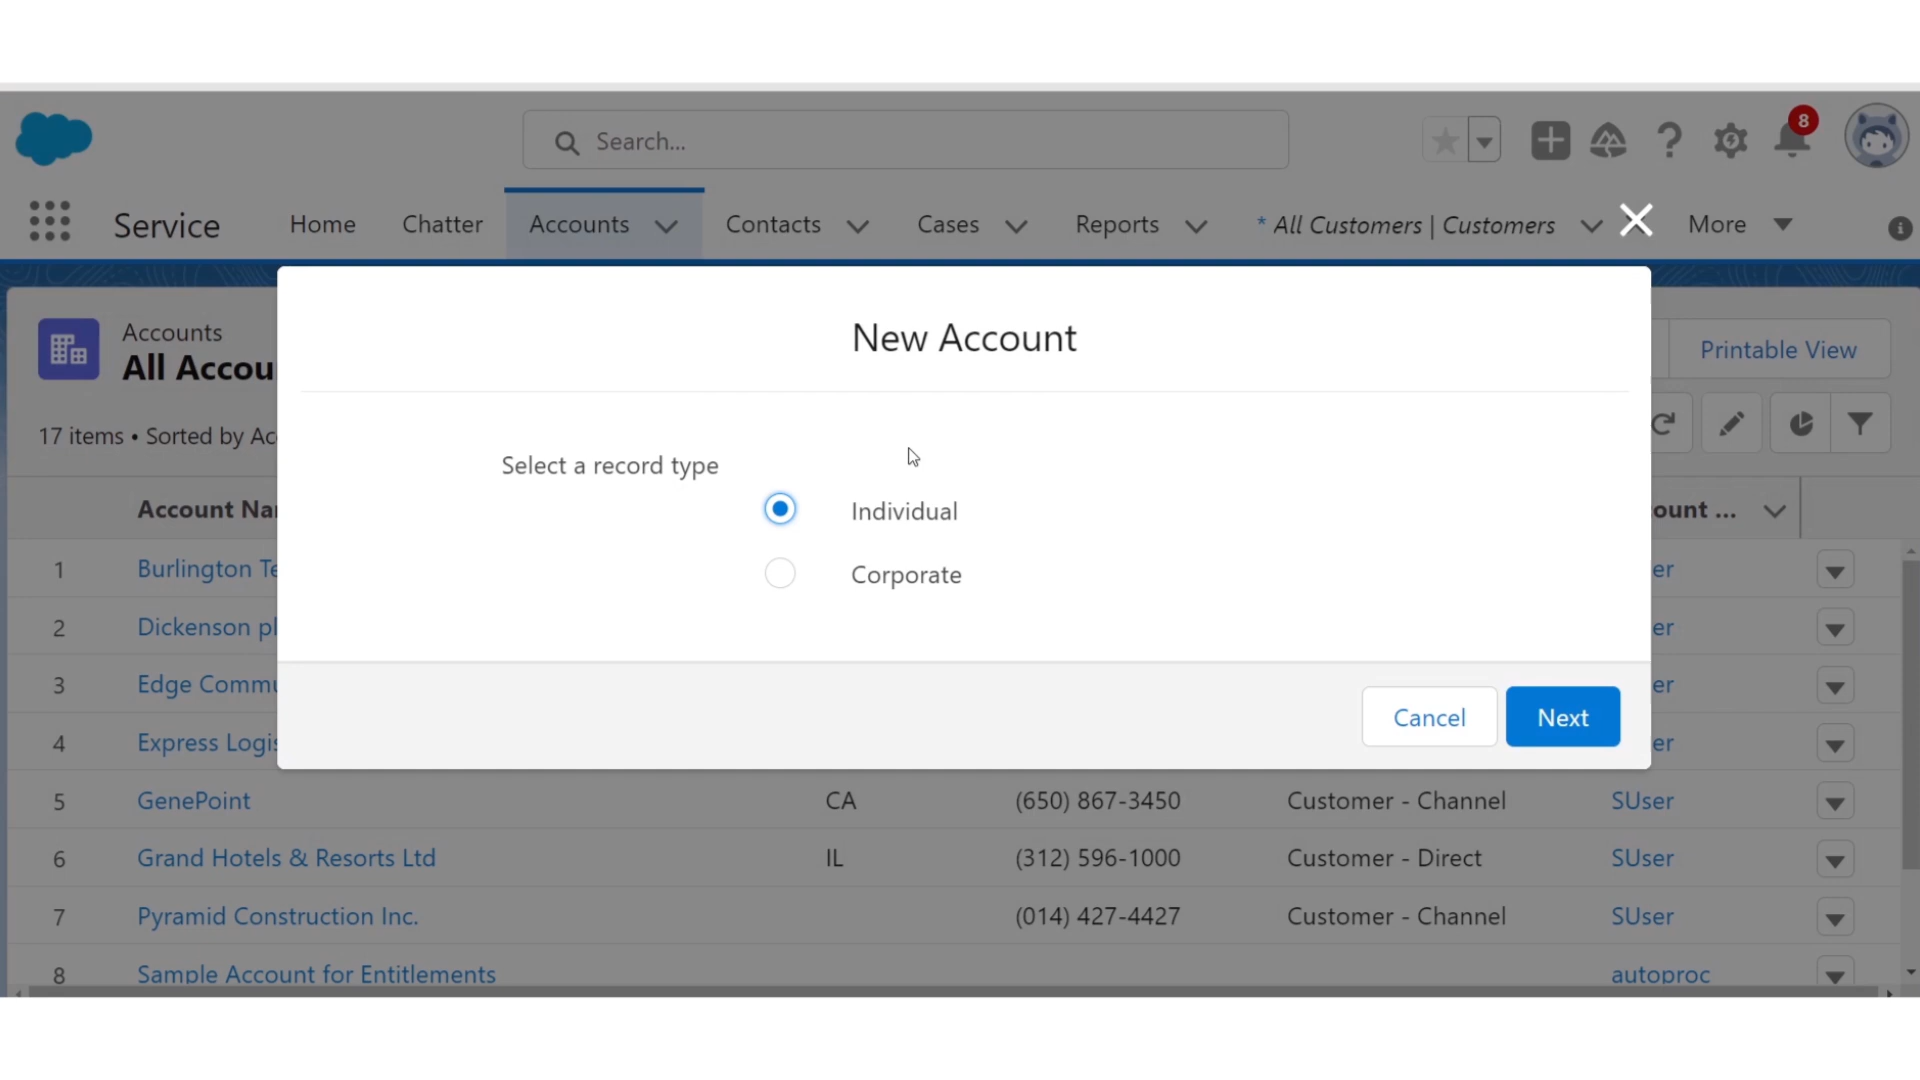 Search...
8
Service
Home
Chatter
Accounts
Contacts
Cases
Reports
* All Customers | Customers
More
Accounts
All Accou
Printable View
17 items • Sorted by Ac
New Account
Select a record type
Individual
Corporate
Cancel
Next
Account Na
ount ...
1 Burlington Te er
2 Dickenson pl er
3 Edge Commu er
4 Express Logis er
5 GenePoint CA (650) 867-3450 Customer - Channel SUser
6 Grand Hotels & Resorts Ltd IL (312) 596-1000 Customer - Direct SUser
7 Pyramid Construction Inc. (014) 427-4427 Customer - Channel SUser
8 Sample Account for Entitlements autoproc